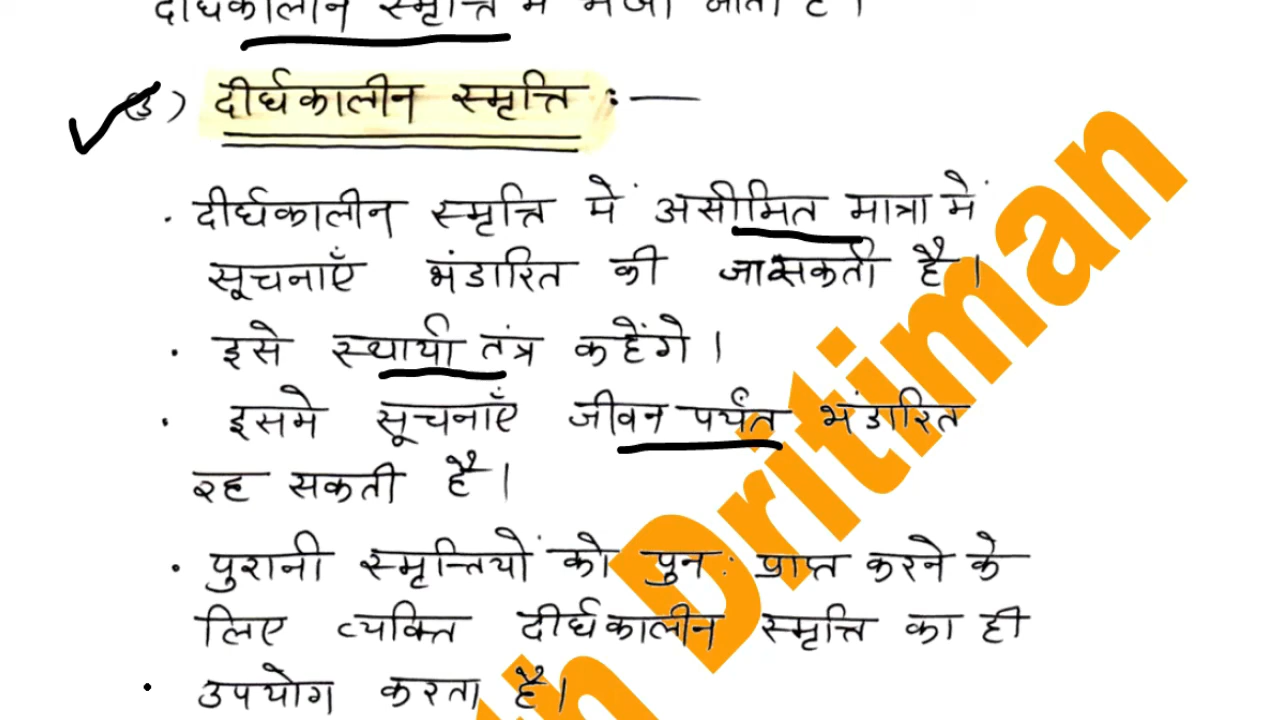 दीर्घकालीन स्मृत्ति में भेजा जाता है।
(3) दीर्घकालीन स्मृत्ति :—
· दीर्घकालीन स्मृत्ति में असीमित मात्रा में
सूचनाएँ भंडारित की जा सकती है।
· इसे स्थायी तंत्र कहेंगे।
· इसमे सूचनाएँ जीवन पर्यंत भंडारित
रह सकती है।
· पुरानी स्मृत्तियों को पुन: प्राप्त करने के
लिए व्यक्ति दीर्घकालीन स्मृत्ति का ही
· उपयोग करता है।
Dritiman